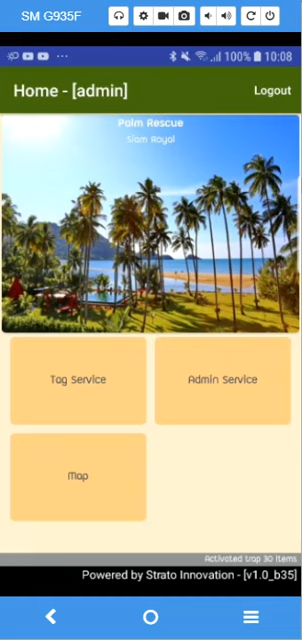 SM G935F
100% 10:08
Home - [admin]
Logout
Palm Rescue
Siam Royal
Tag Service
Admin Service
Map
Activated trap 30 items
Powered by Strato Innovation - [v1.0_b35]